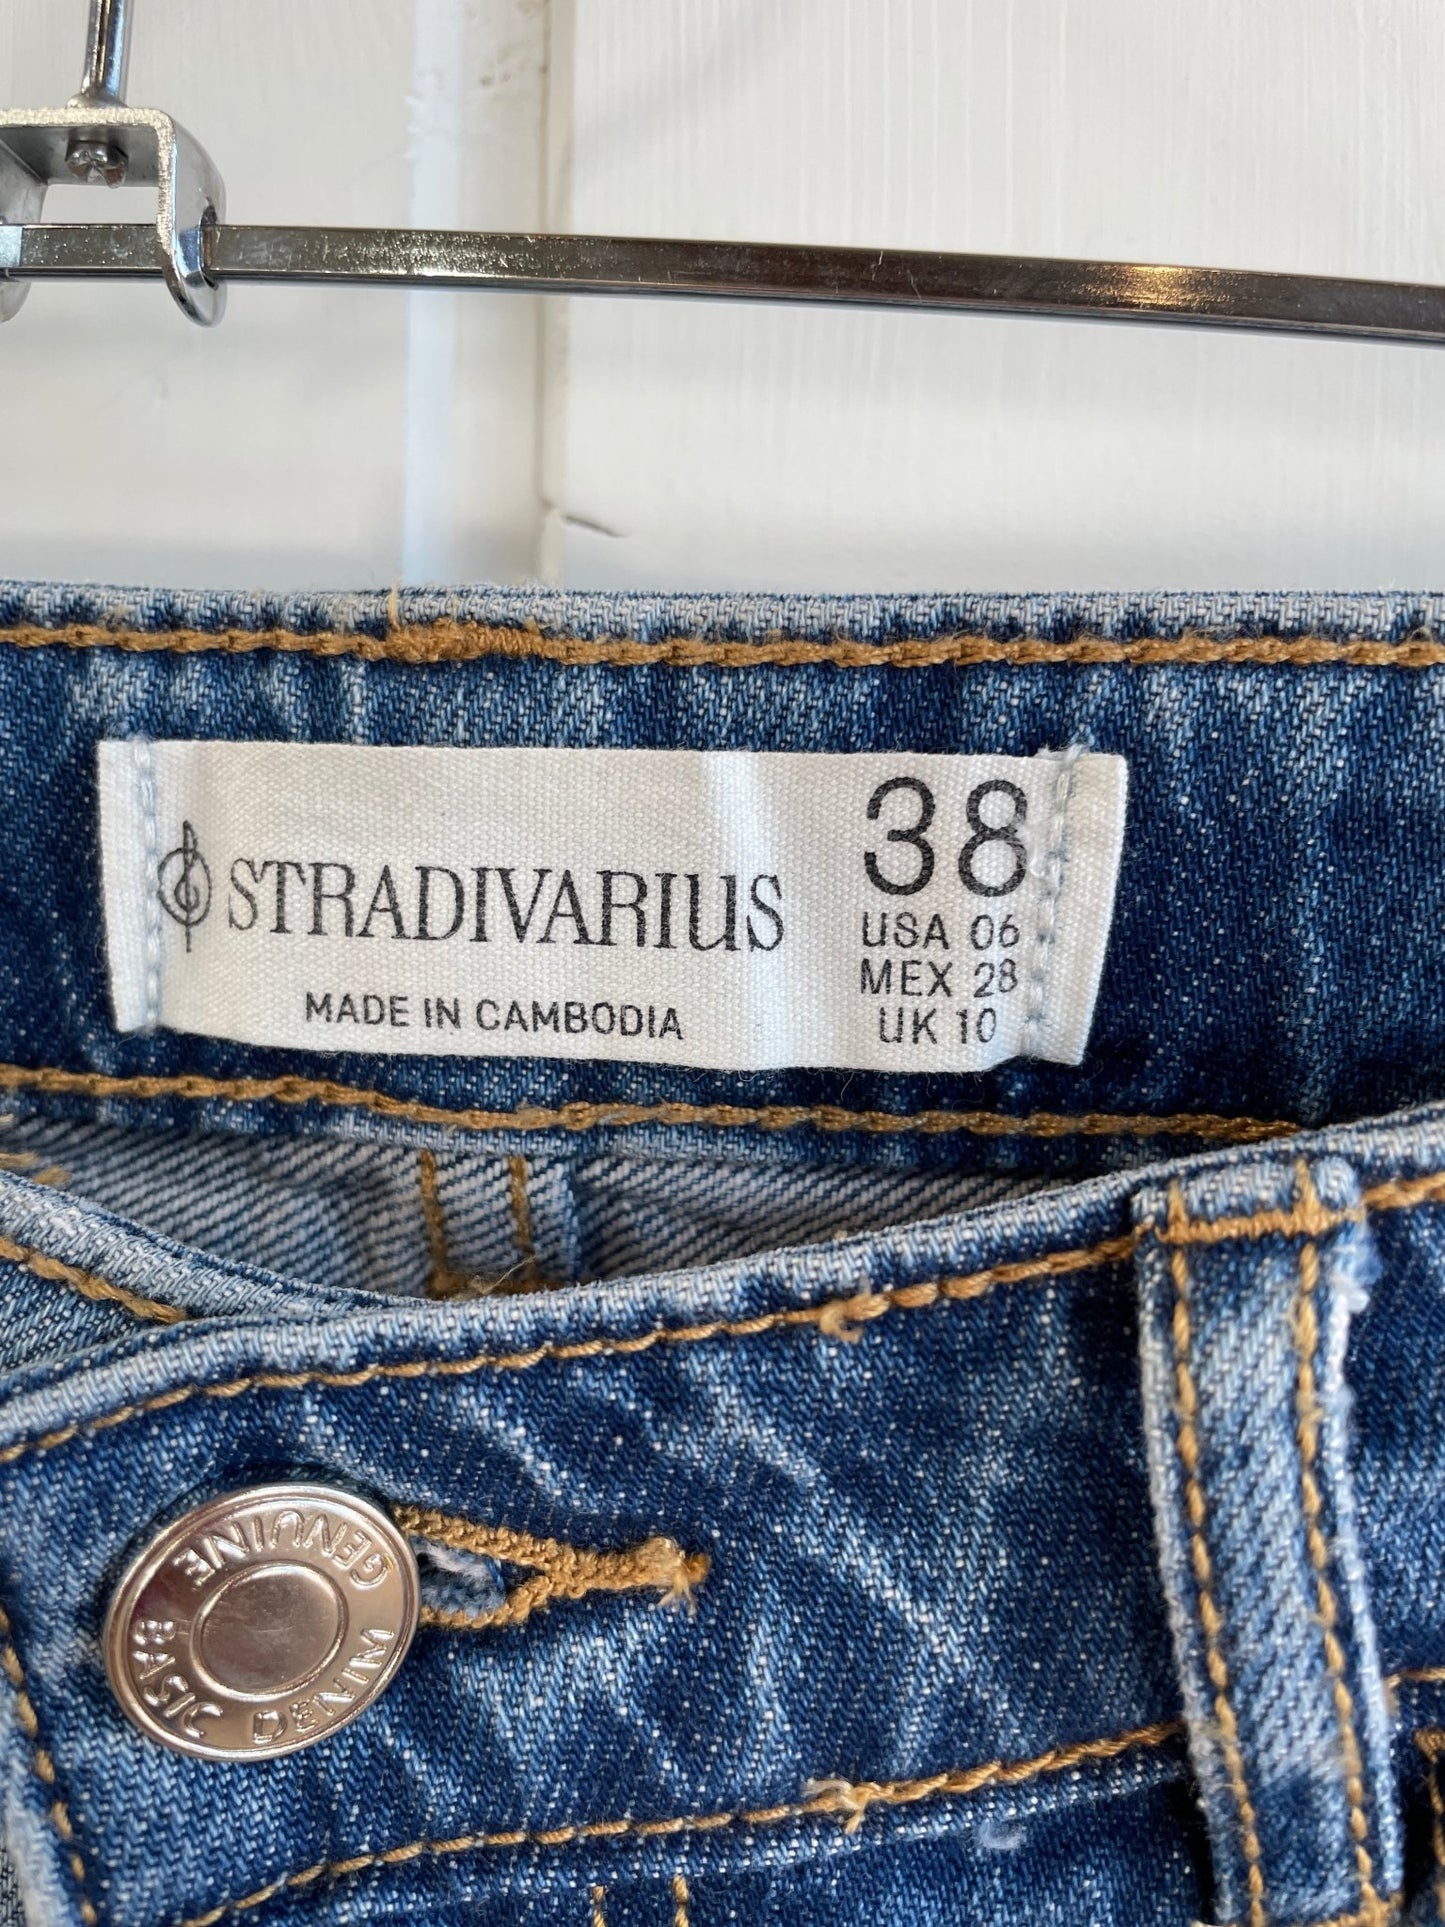 STRADIVARIUS
MADE IN CAMBODIA
38
USA 06
MEX 28
UK 10
GENUINE
DENIM
BASIC